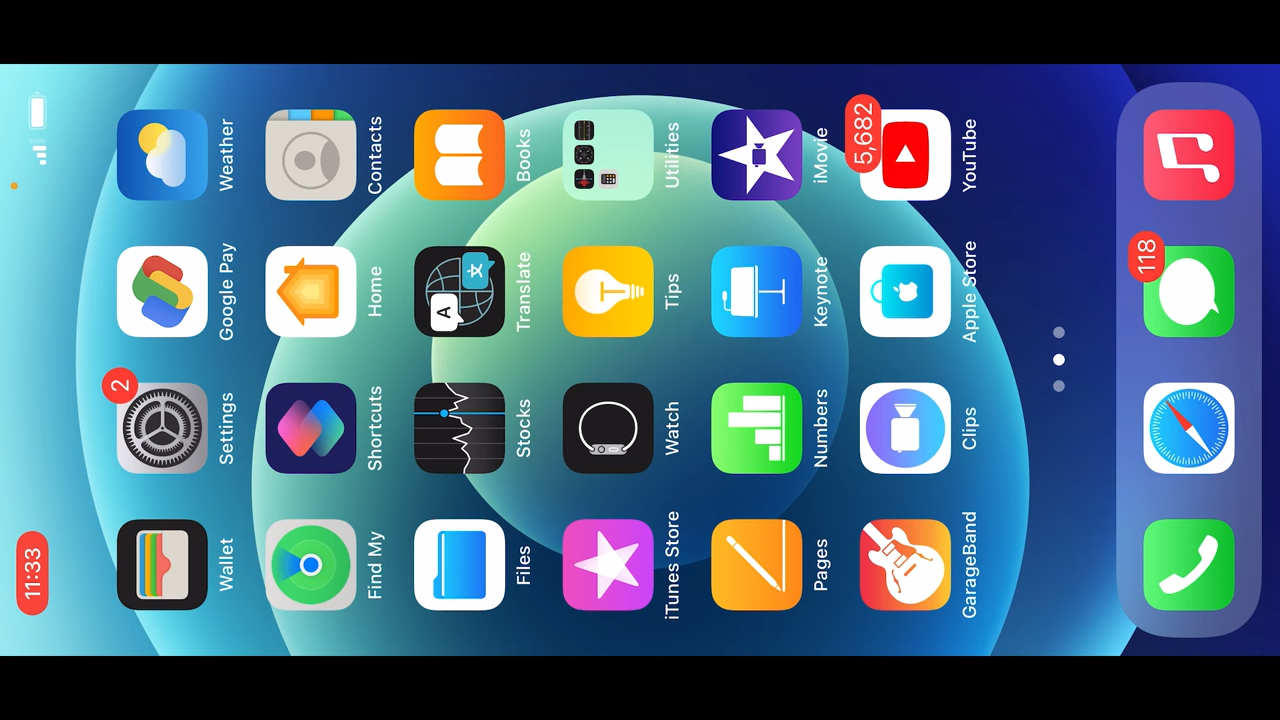 11:33
2
Wallet
Settings
Google Pay
Weather
Find My
Shortcuts
Home
Contacts
Files
Stocks
A
文
Translate
Books
iTunes Store
Watch
Tips
Utilities
Pages
Numbers
Keynote
iMovie
5,682
GarageBand
Clips
Apple Store
YouTube
118